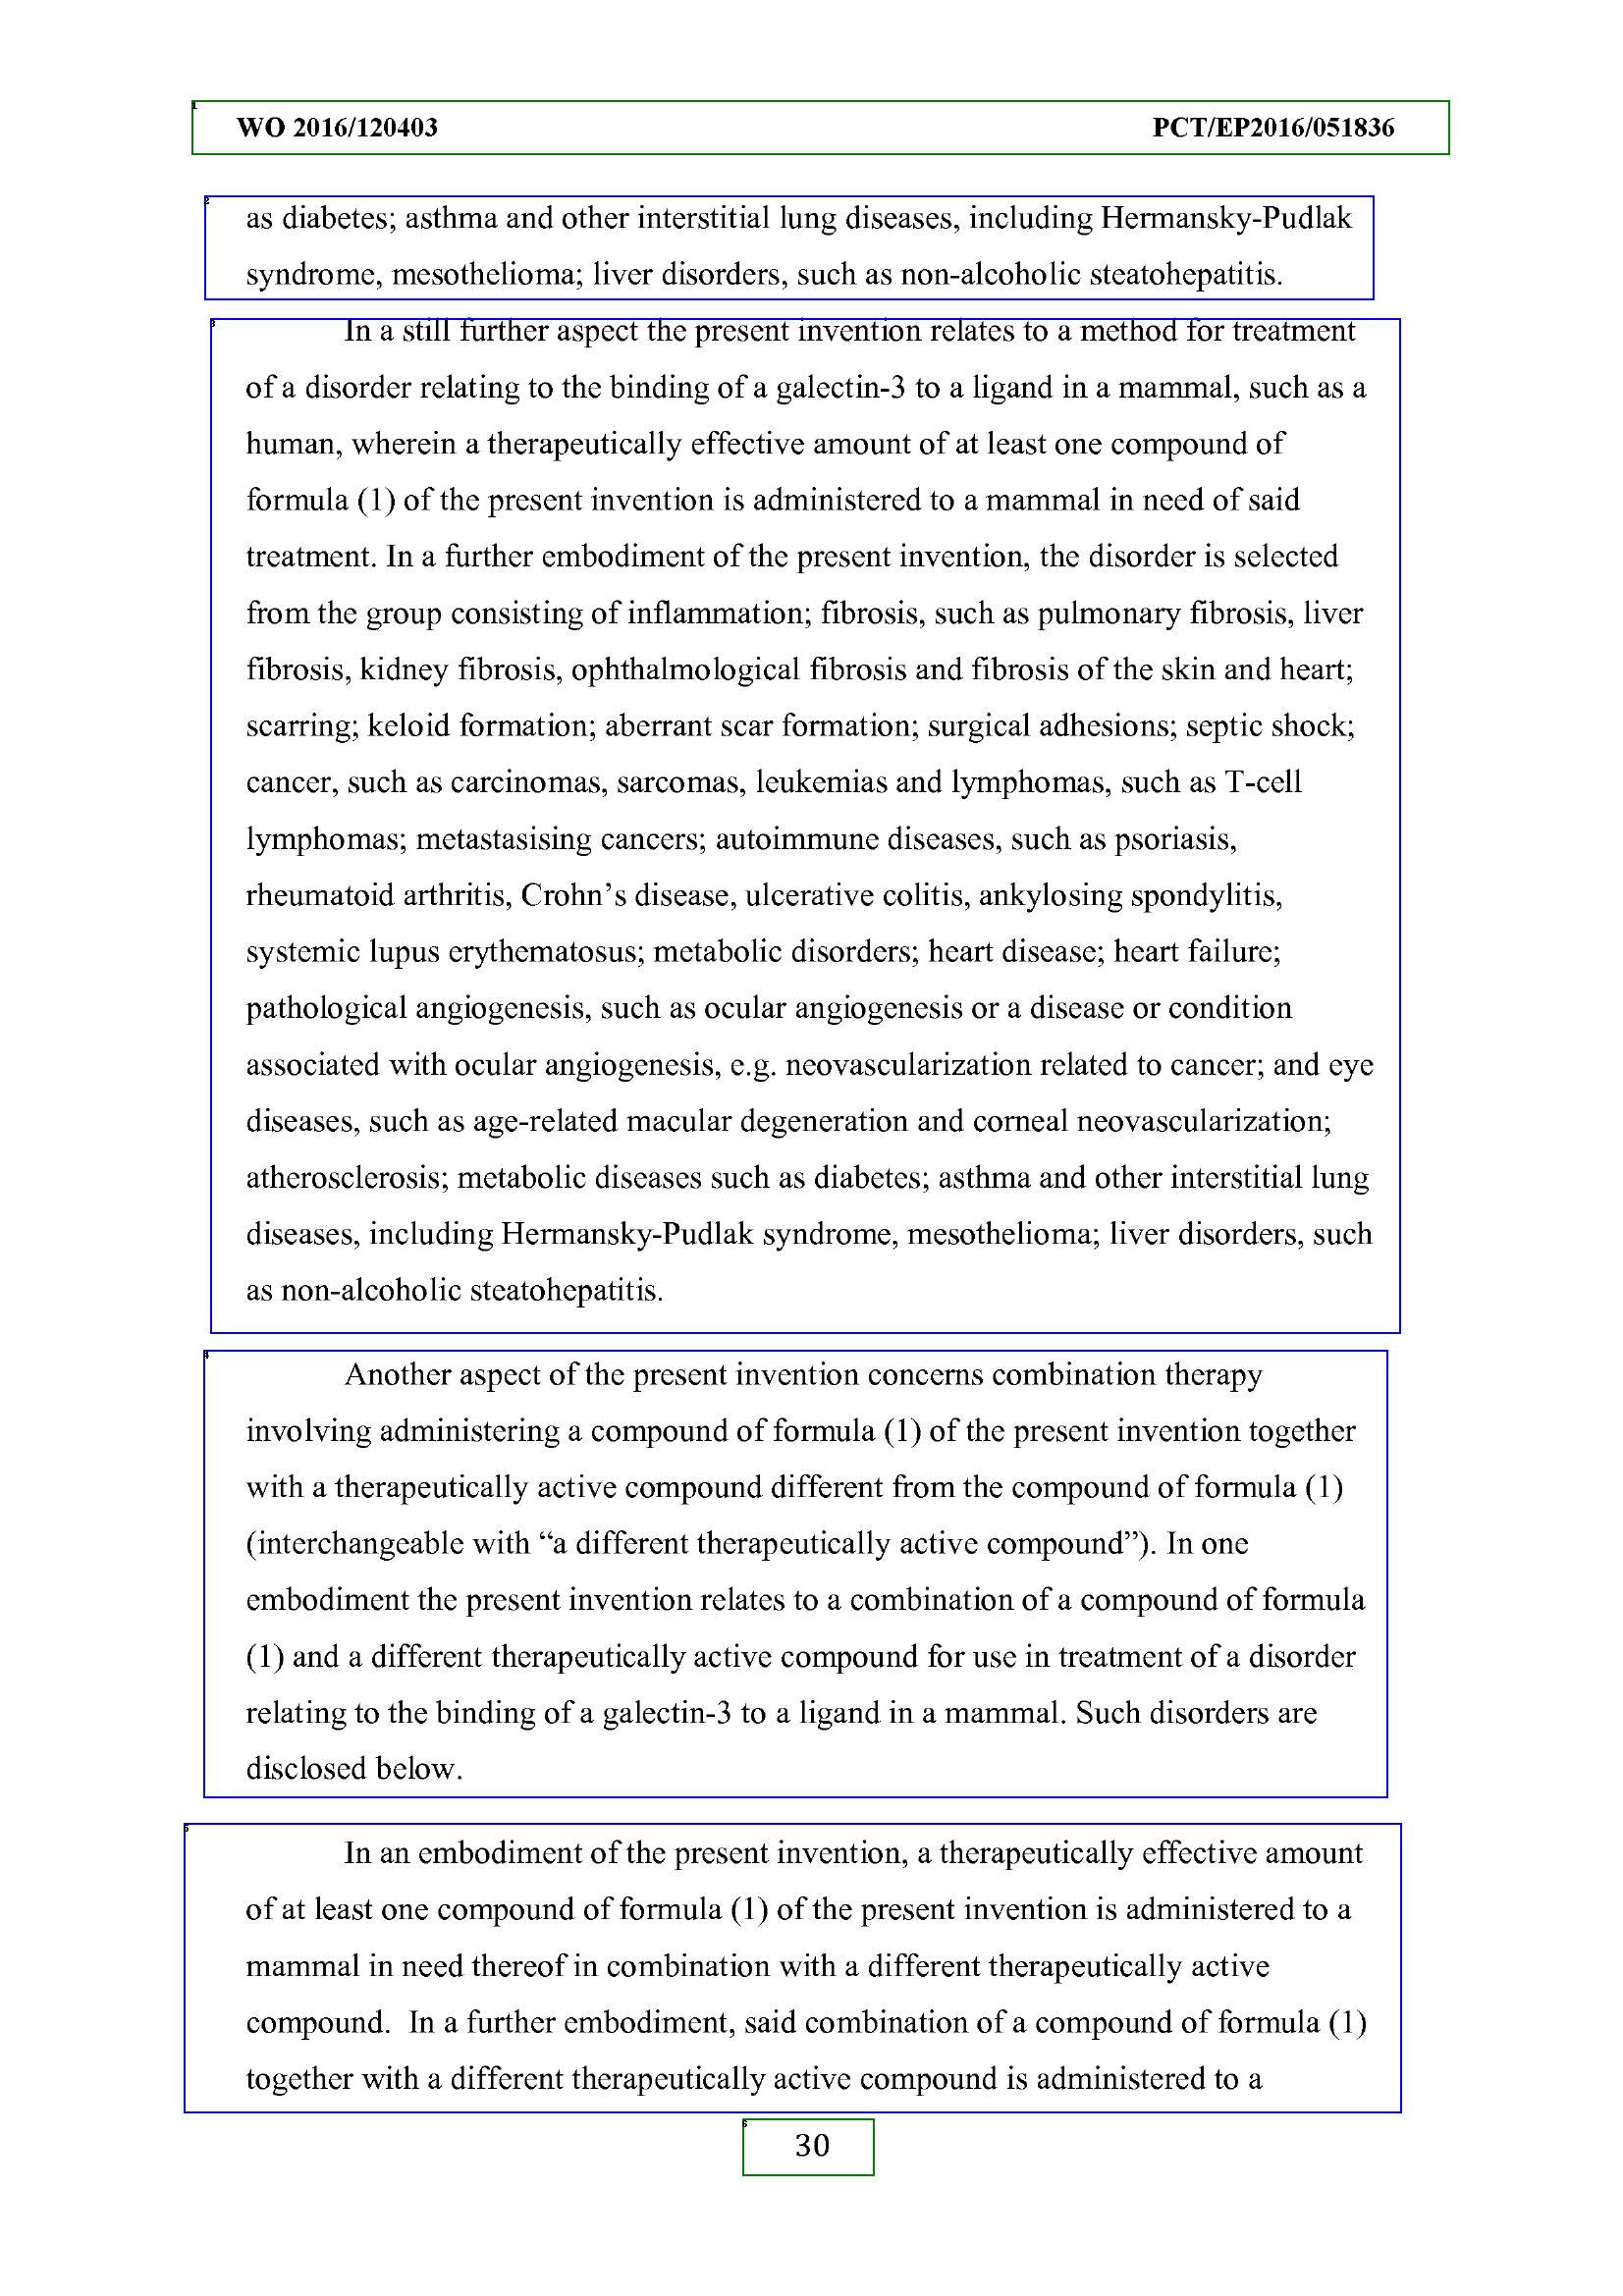 WO 2016/120403 PCT/EP2016/051836
as diabetes; asthma and other interstitial lung diseases, including Hermansky-Pudlak
syndrome, mesothelioma; liver disorders, such as non-alcoholic steatohepatitis.
In a still further aspect the present invention relates to a method for treatment
of a disorder relating to the binding of a galectin-3 to a ligand in a mammal, such as a
human, wherein a therapeutically effective amount of at least one compound of
formula (1) of the present invention is administered to a mammal in need of said
treatment. In a further embodiment of the present invention, the disorder is selected
from the group consisting of inflammation; fibrosis, such as pulmonary fibrosis, liver
fibrosis, kidney fibrosis, ophthalmological fibrosis and fibrosis of the skin and heart;
scarring; keloid formation; aberrant scar formation; surgical adhesions; septic shock;
cancer, such as carcinomas, sarcomas, leukemias and lymphomas, such as T-cell
lymphomas; metastasising cancers; autoimmune diseases, such as psoriasis,
rheumatoid arthritis, Crohn’s disease, ulcerative colitis, ankylosing spondylitis,
systemic lupus erythematosus; metabolic disorders; heart disease; heart failure;
pathological angiogenesis, such as ocular angiogenesis or a disease or condition
associated with ocular angiogenesis, e.g. neovascularization related to cancer; and eye
diseases, such as age-related macular degeneration and corneal neovascularization;
atherosclerosis; metabolic diseases such as diabetes; asthma and other interstitial lung
diseases, including Hermansky-Pudlak syndrome, mesothelioma; liver disorders, such
as non-alcoholic steatohepatitis.
Another aspect of the present invention concerns combination therapy
involving administering a compound of formula (1) of the present invention together
with a therapeutically active compound different from the compound of formula (1)
(interchangeable with “a different therapeutically active compound”). In one
embodiment the present invention relates to a combination of a compound of formula
(1) and a different therapeutically active compound for use in treatment of a disorder
relating to the binding of a galectin-3 to a ligand in a mammal. Such disorders are
disclosed below.
In an embodiment of the present invention, a therapeutically effective amount
of at least one compound of formula (1) of the present invention is administered to a
mammal in need thereof in combination with a different therapeutically active
compound.  In a further embodiment, said combination of a compound of formula (1)
together with a different therapeutically active compound is administered to a
30